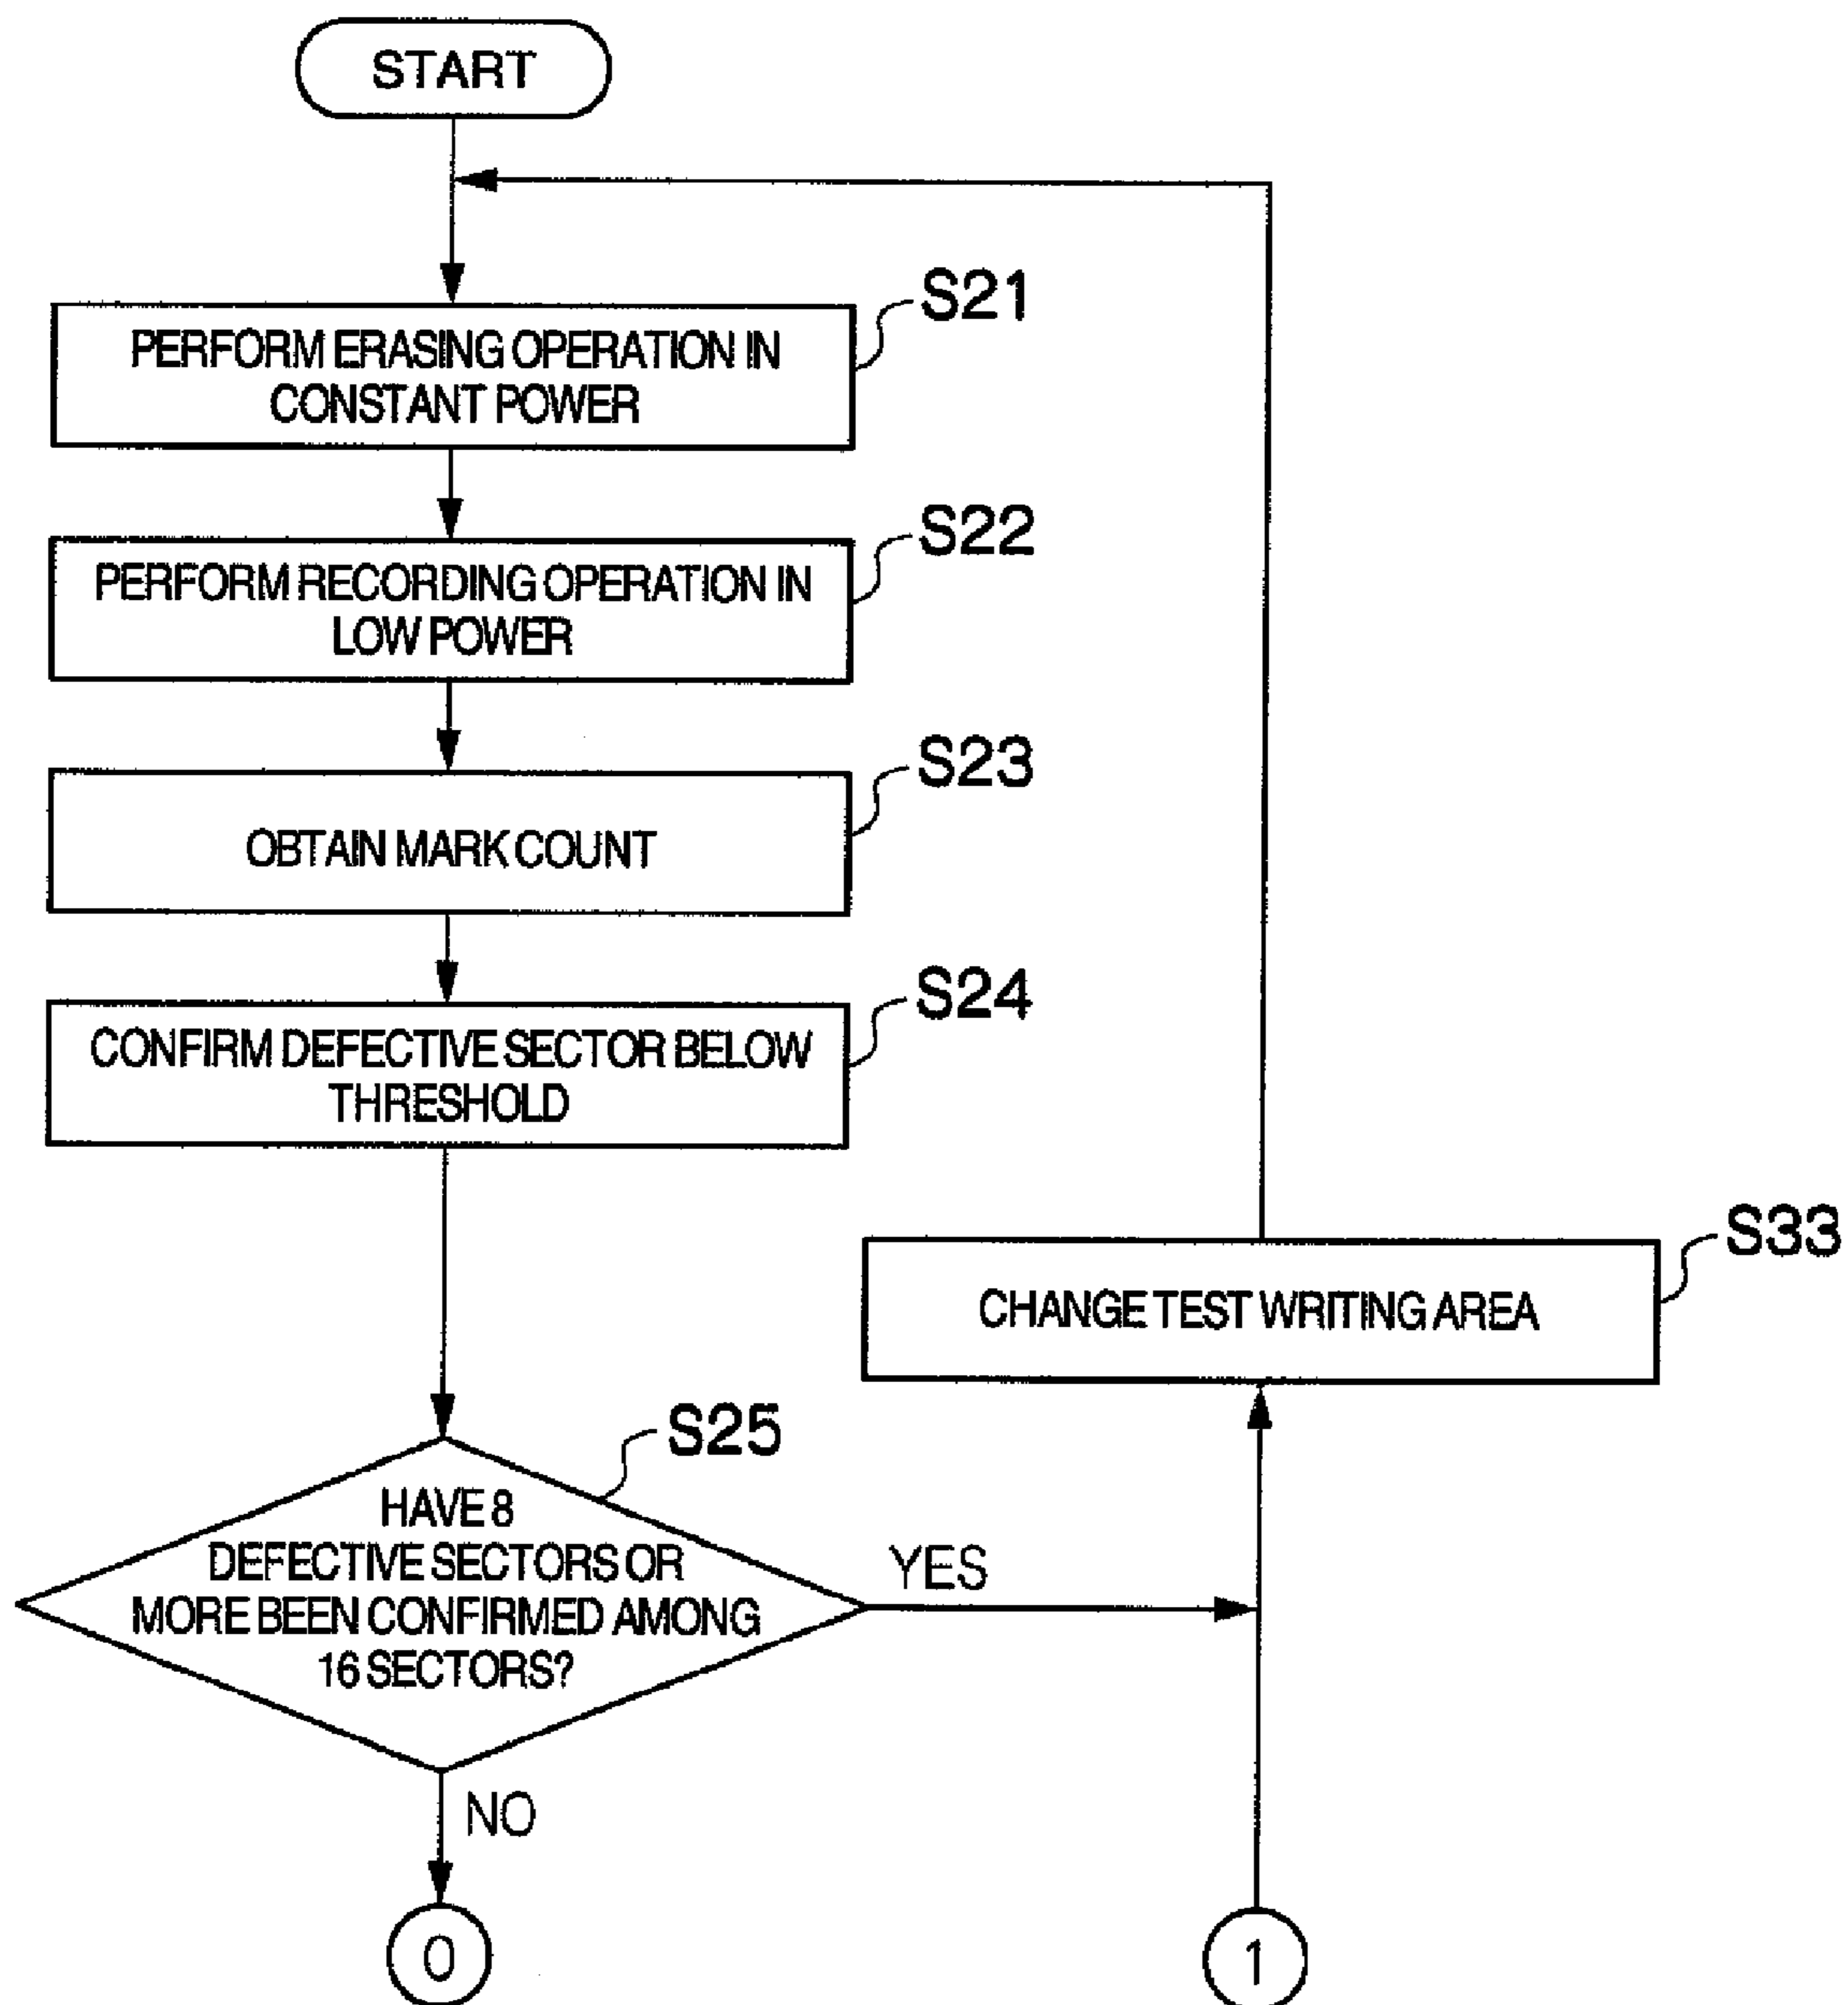 START
S21
PERFORM ERASING OPERATION IN
CONSTANT POWER
S22
PERFORM RECORDING OPERATION IN
LOW POWER
S23
OBTAIN MARK COUNT
S24
CONFIRM DEFECTIVE SECTOR BELOW
THRESHOLD
S33
CHANGE TEST WRITING AREA
S25
HAVE 8
DEFECTIVE SECTORS OR
MORE BEEN CONFIRMED AMONG
16 SECTORS?
YES
NO
0
1